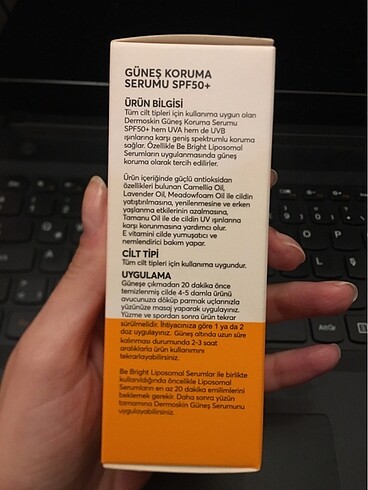 GÜNEŞ KORUMA
SERUMU SPF50+
ÜRÜN BİLGİSİ
Tüm cilt tipleri için kullanıma uygun olan
Dermoskin Güneş Koruma Serumu
SPF50+ hem UVA hem de UVB
ışınlarına karşı geniş spektrumlu koruma
sağlar. Özellikle Be Bright Liposomal
Serumların uygulanmasında güneş
koruma olarak tercih edilirler.
Ürün içeriğinde güçlü antioksidan
özellikleri bulunan Camellia Oil,
Lavender Oil, Meadowfoam Oil ile cildin
yatıştırılmasına, yenilenmesine ve erken
yaşlanma etkilerinin azalmasına,
Tamanu Oil ile de cildin UV ışınlarına
karşı korunmasına yardımcı olur.
E vitamini cilde yumuşatıcı ve
nemlendirici bakım yapar.
CİLT TİPİ
Tüm cilt tipleri için kullanıma uygundur.
UYGULAMA
Güneşe çıkmadan 20 dakika önce
temizlenmiş cilde 4-5 damla ürünü
avucunuza döküp parmak uçlarınızla
yüzünüze masaj yaparak uygulayınız.
Yüzme ve spordan sonra ürün tekrar
sürülmelidir. İhtiyacınıza göre 1 ya da 2
doz uygulayınız. Güneş altında uzun süre
kalınması durumunda 2-3 saat
aralıklarla ürün kullanımını
tekrarlayabilirsiniz.
Be Bright Liposomal Serumlar ile birlikte
kullanıldığında öncelikle Liposomal
Serumların en az 20 dakika emilimlerini
beklemek gerekir. Daha sonra yüzün
tamamına Dermoskin Güneş Serumunu
uygulayabilirsiniz.